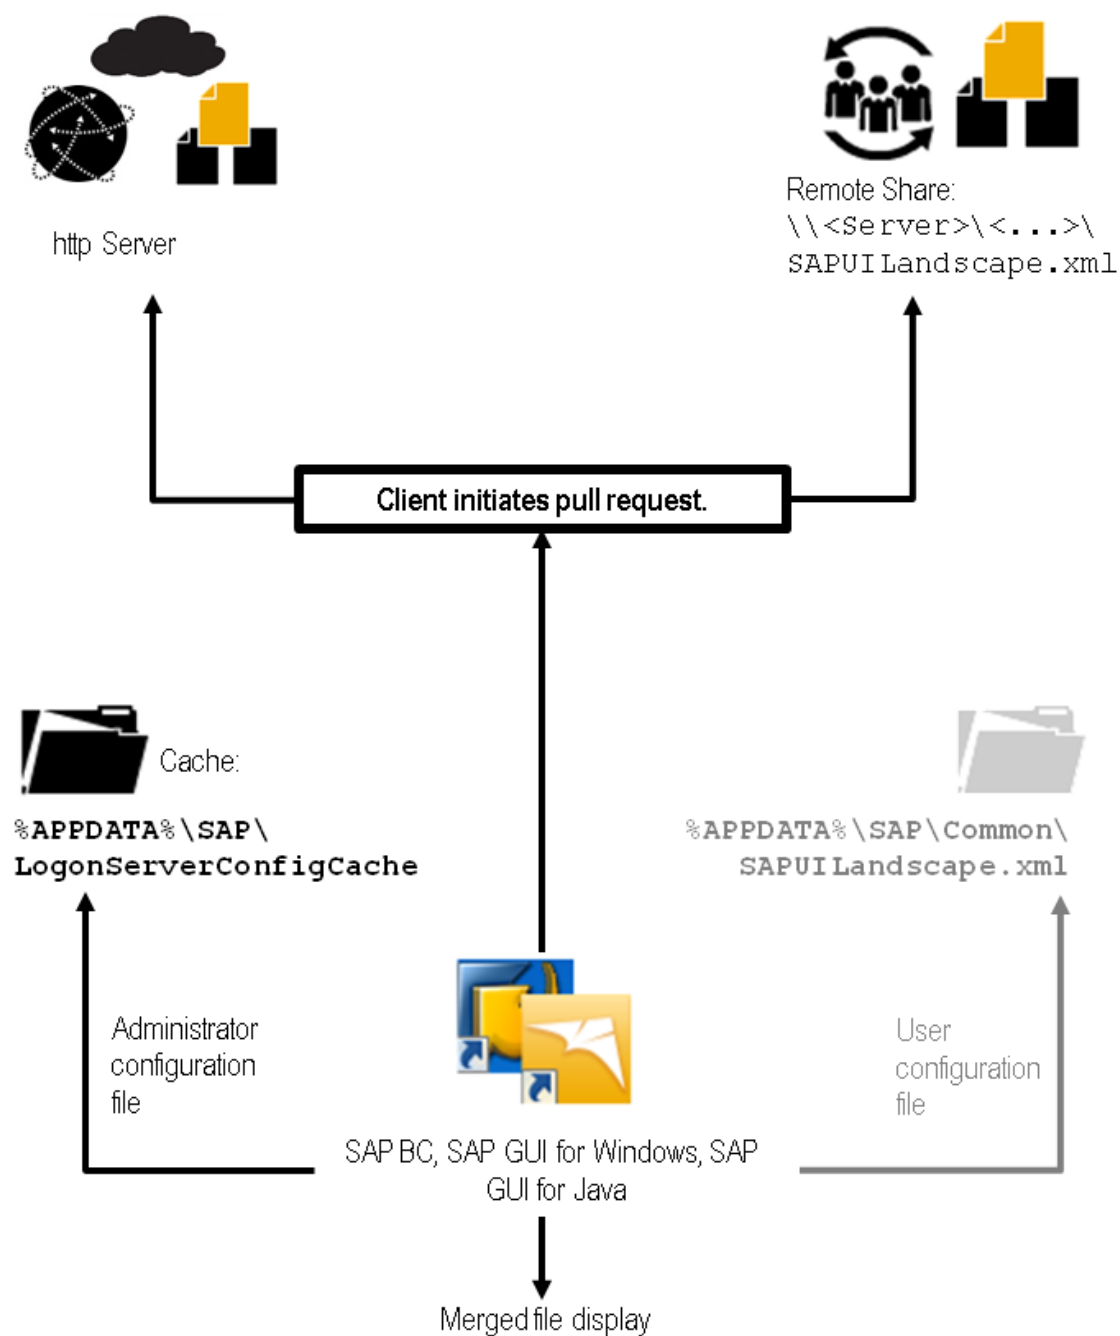 http Server
Remote Share:
\\<Server>\<...>\
SAPUILandscape.xml
Client initiates pull request.
Cache:
%APPDATA%\SAP\
LogonServerConfigCache
%APPDATA%\SAP\Common\
SAPUILandscape.xml
Administrator
configuration
file
User
configuration
file
SAP BC, SAP GUI for Windows, SAP
GUI for Java
Merged file display